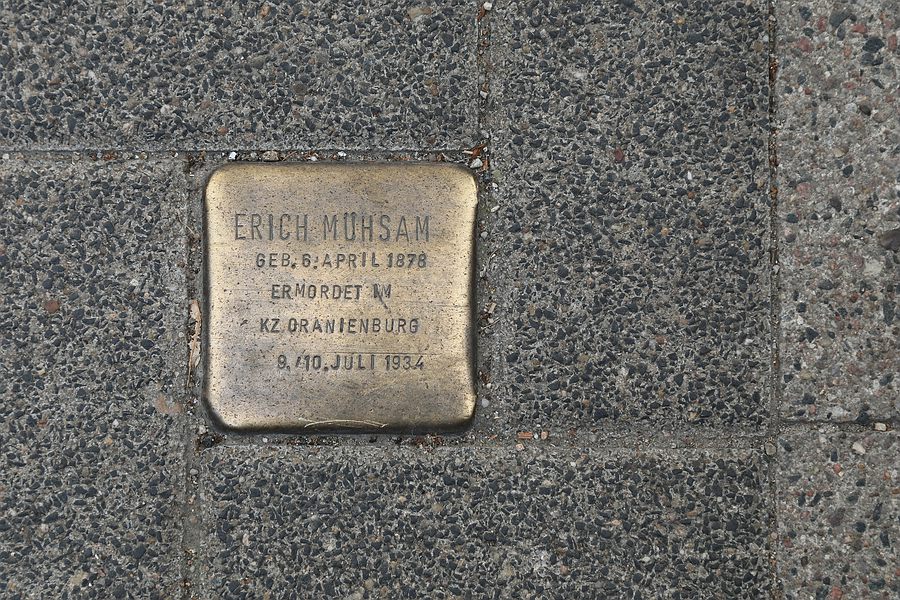 ERICH MÜHSAM
GEB. 6. APRIL 1878
ERMORDET IM
KZ ORANIENBURG
9./10. JULI 1934